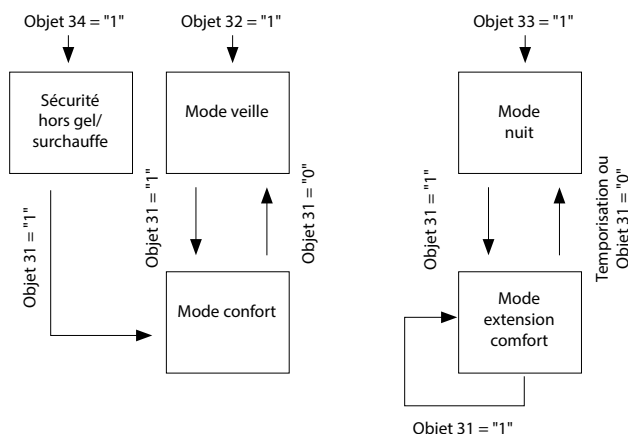 Objet 34 = "1"
Objet 32 = "1"
Objet 33 = "1"
Sécurité
hors gel/
surchauffe
Mode veille
Mode
nuit
Objet 31 = "1"
Objet 31 = "1"
Objet 31 = "0"
Objet 31 = "1"
Temporisation ou
Objet 31 = "0"
Mode confort
Mode
extension
comfort
Objet 31 = "1"